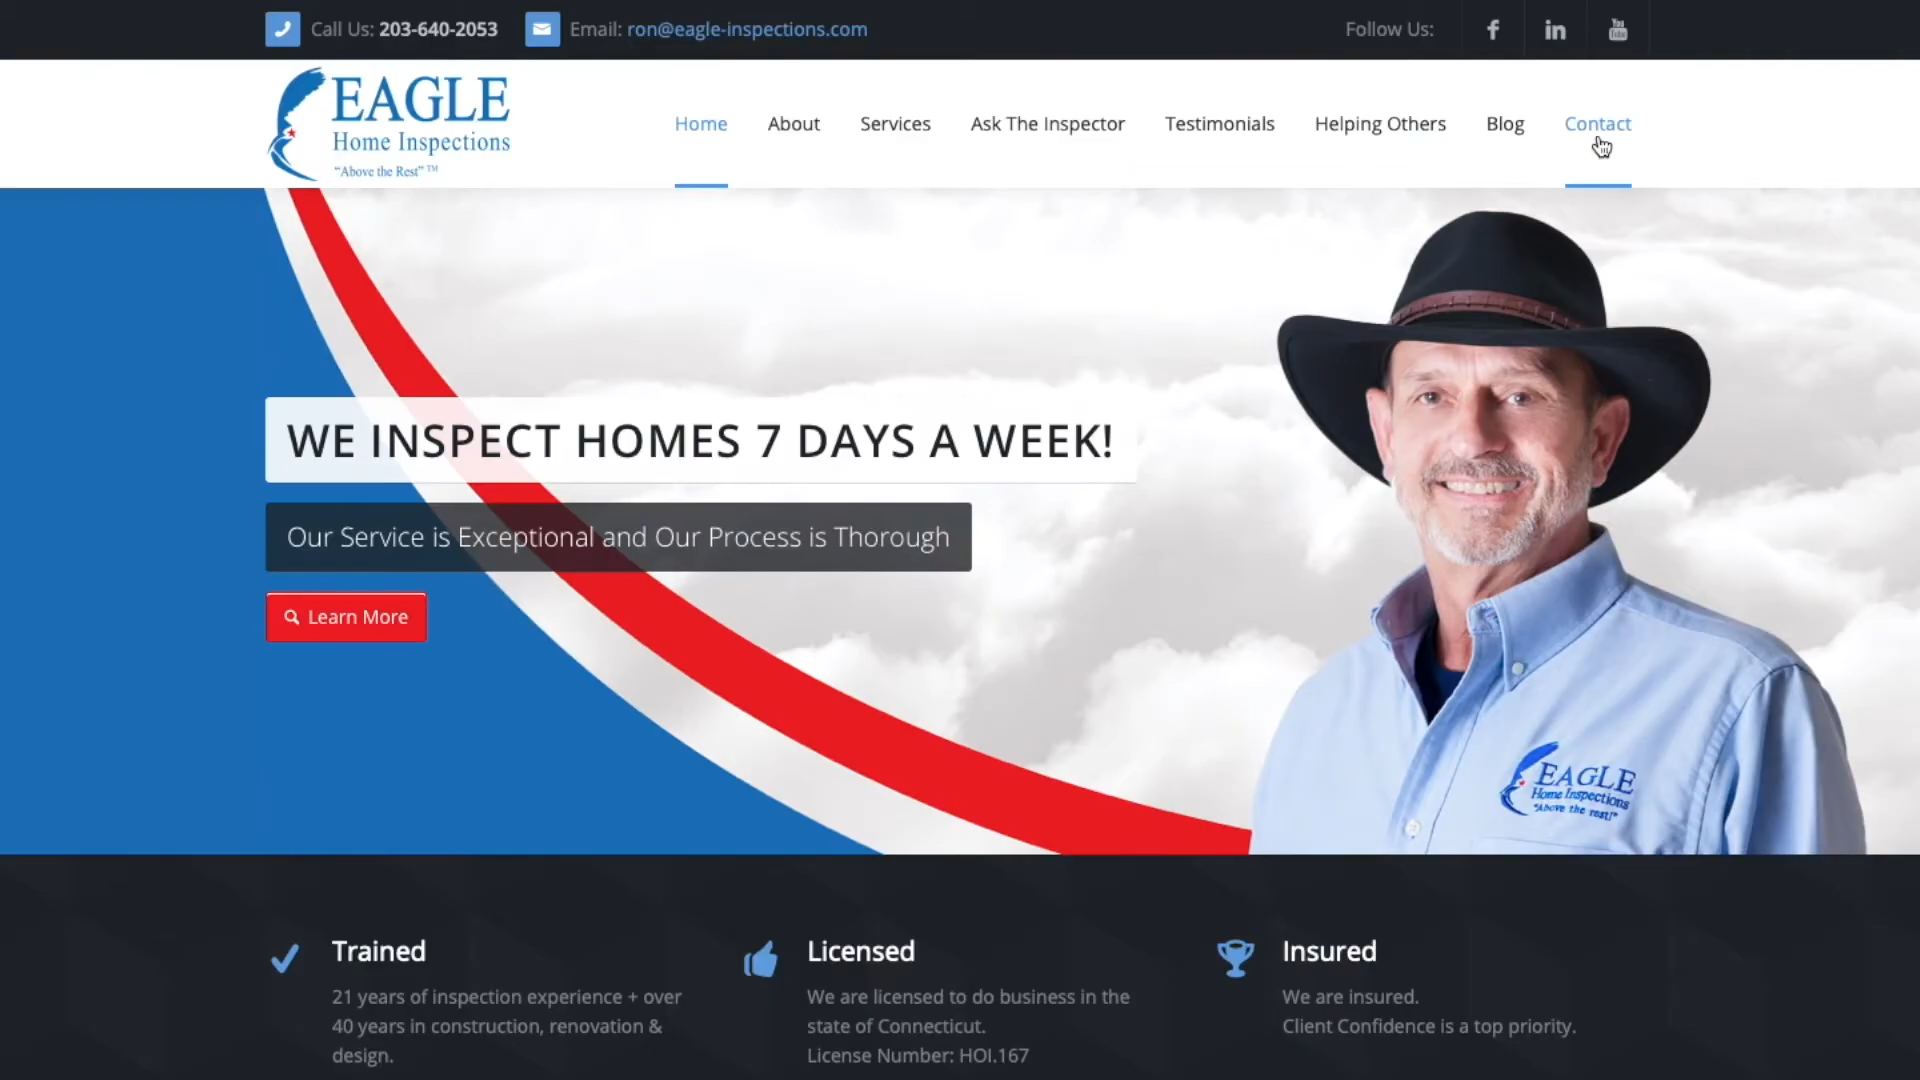 Call Us: 203-640-2053
Email: ron@eagle-inspections.com
Follow Us:
You
Tube
EAGLE
Home Inspections
“Above the Rest” ™
Home
About
Services
Ask The Inspector
Testimonials
Helping Others
Blog
Contact
WE INSPECT HOMES 7 DAYS A WEEK!
Our Service is Exceptional and Our Process is Thorough
Learn More
EAGLE
Home Inspections
"Above the rest!"
Trained
21 years of inspection experience + over
40 years in construction, renovation &
design.
Licensed
We are licensed to do business in the
state of Connecticut.
License Number: HOI.167
Insured
We are insured.
Client Confidence is a top priority.